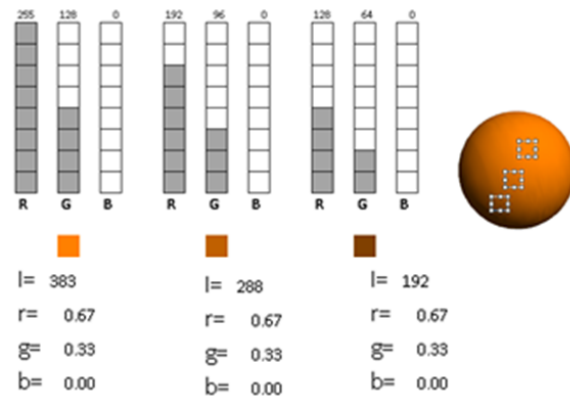 255 128 0 192 96 0 128 64 0
R G B R G B R G B
I= 383 I= 288 I= 192
r= 0.67 r= 0.67 r= 0.67
g= 0.33 g= 0.33 g= 0.33
b= 0.00 b= 0.00 b= 0.00